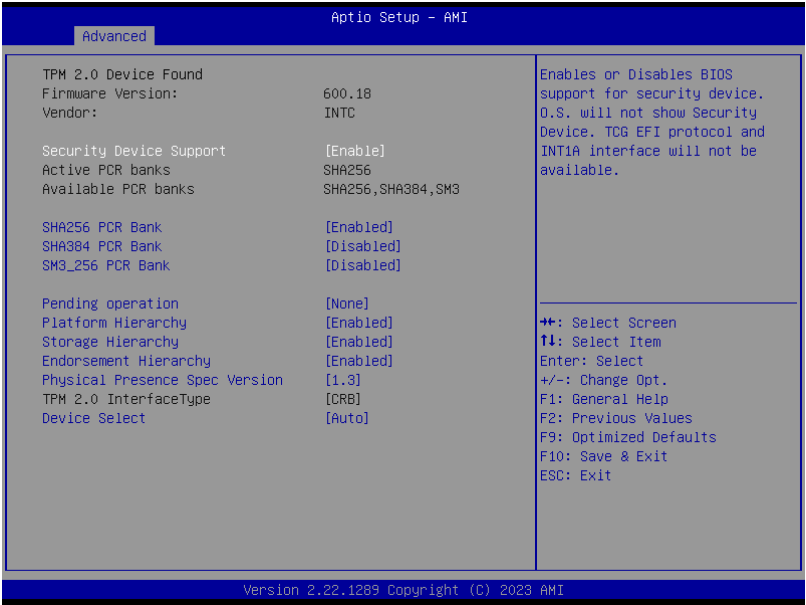 Aptio Setup – AMI
Advanced
TPM 2.0 Device Found
Firmware Version: 600.18
Vendor: INTC
Security Device Support [Enable]
Active PCR banks SHA256
Available PCR banks SHA256,SHA384,SM3
SHA256 PCR Bank [Enabled]
SHA384 PCR Bank [Disabled]
SM3_256 PCR Bank [Disabled]
Pending operation [None]
Platform Hierarchy [Enabled]
Storage Hierarchy [Enabled]
Endorsement Hierarchy [Enabled]
Physical Presence Spec Version [1.3]
TPM 2.0 InterfaceType [CRB]
Device Select [Auto]
Enables or Disables BIOS
support for security device.
O.S. will not show Security
Device. TCG EFI protocol and
INT1A interface will not be
available.
→←: Select Screen
↑↓: Select Item
Enter: Select
+/-: Change Opt.
F1: General Help
F2: Previous Values
F9: Optimized Defaults
F10: Save & Exit
ESC: Exit
Version 2.22.1289 Copyright (C) 2023 AMI